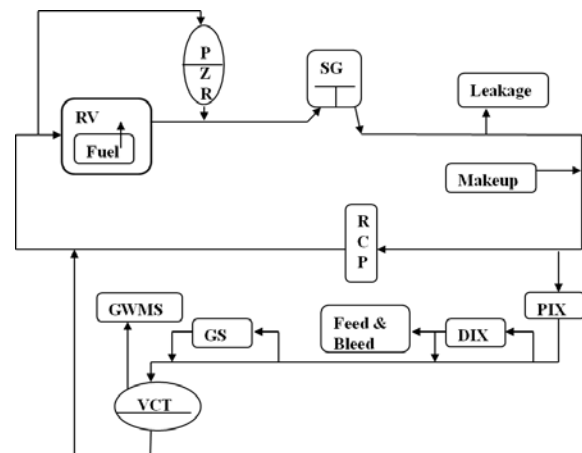 P
Z
R
SG
Leakage
RV
Fuel
Makeup
R
C
P
GWMS
PIX
GS
Feed &
Bleed
DIX
VCT